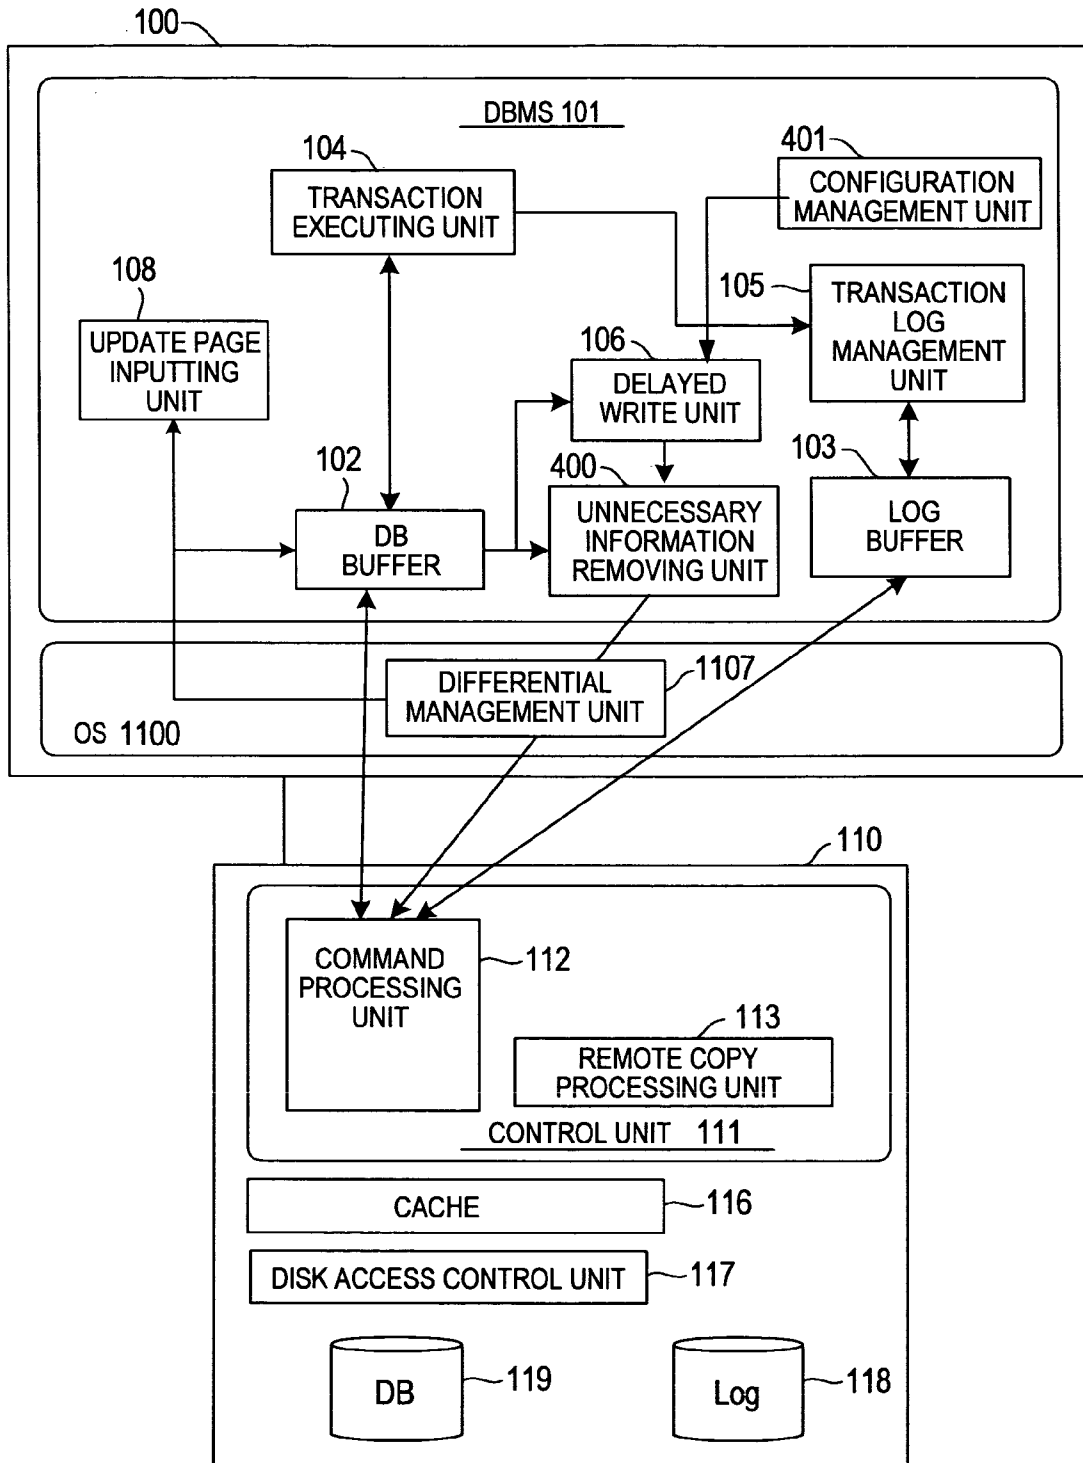 100
DBMS 101
104
TRANSACTION
EXECUTING UNIT
401
CONFIGURATION
MANAGEMENT UNIT
108
UPDATE PAGE
INPUTTING
UNIT
105
TRANSACTION
LOG
MANAGEMENT
UNIT
106
DELAYED
WRITE UNIT
102
DB
BUFFER
400
UNNECESSARY
INFORMATION
REMOVING UNIT
103
LOG
BUFFER
DIFFERENTIAL
MANAGEMENT UNIT
1107
OS 1100
110
COMMAND
PROCESSING
UNIT
112
113
REMOTE COPY
PROCESSING UNIT
CONTROL UNIT 111
CACHE
116
DISK ACCESS CONTROL UNIT
117
DB
119
Log
118